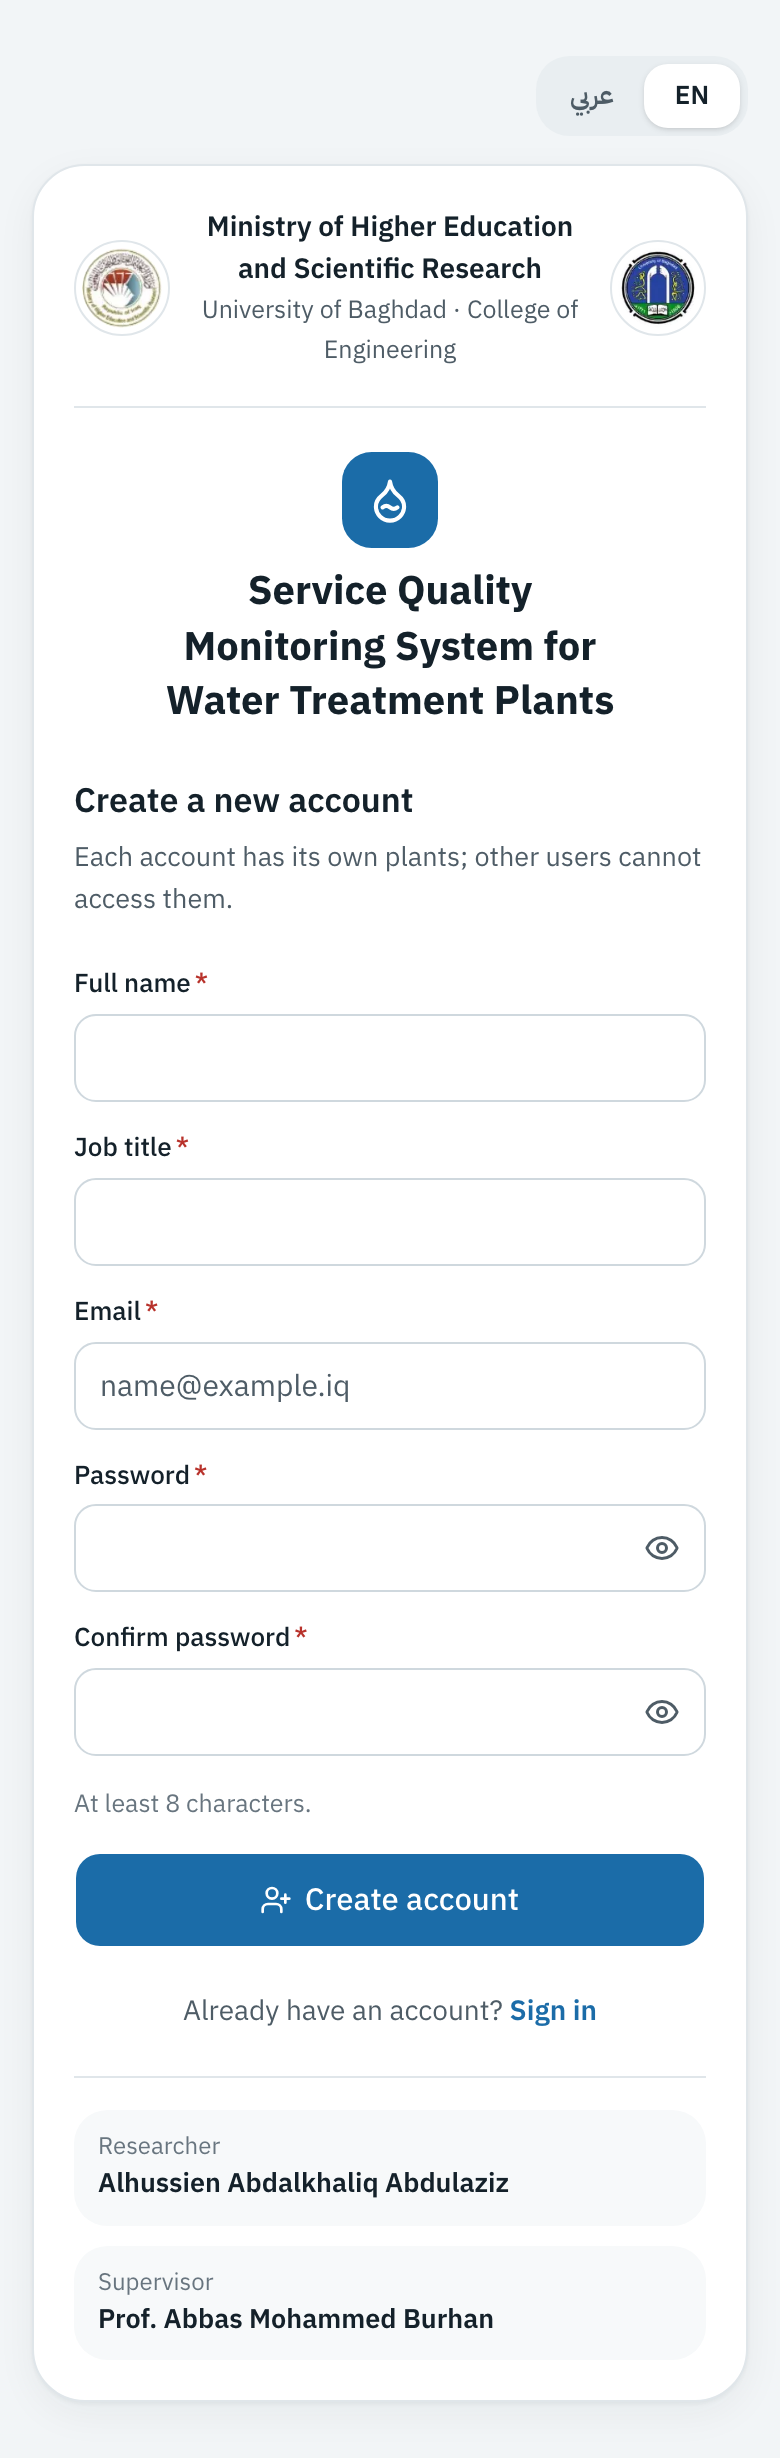 عربي
EN
Ministry of Higher Education
and Scientific Research
University of Baghdad · College of
Engineering
Service Quality
Monitoring System for
Water Treatment Plants
Create a new account
Each account has its own plants; other users cannot
access them.
Full name *
Job title *
Email *
name@example.iq
Password *
Confirm password *
At least 8 characters.
Create account
Already have an account? Sign in
Researcher
Alhussien Abdalkhaliq Abdulaziz
Supervisor
Prof. Abbas Mohammed Burhan